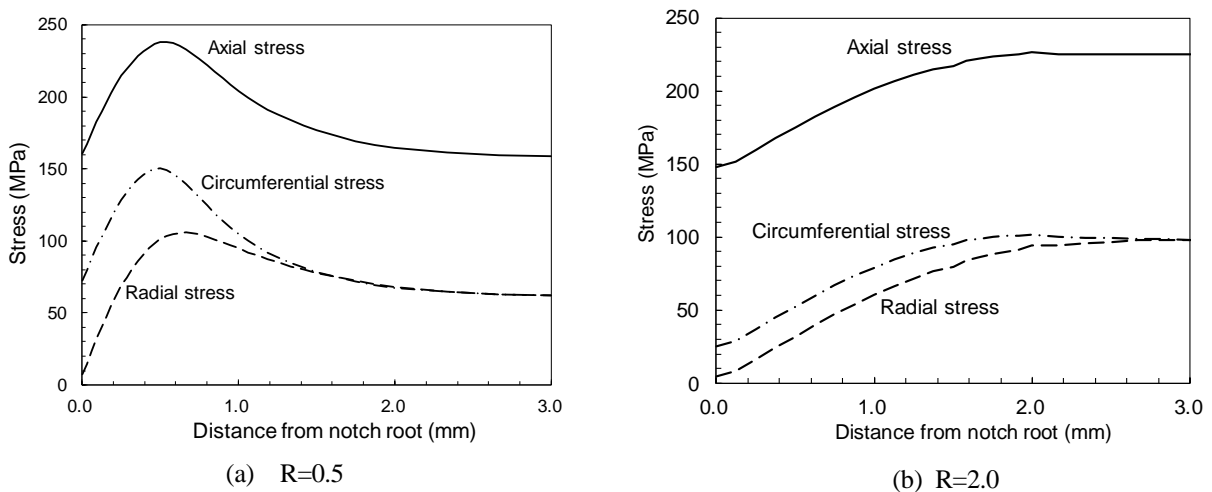 250
200
150
100
50
0
Stress (MPa)
Axial stress
Circumferential stress
Radial stress
0.0 1.0 2.0 3.0
Distance from notch root (mm)
(a) R=0.5
250
200
150
100
50
0
Stress (MPa)
Axial stress
Circumferential stress
Radial stress
0.0 1.0 2.0 3.0
Distance from notch root (mm)
(b) R=2.0